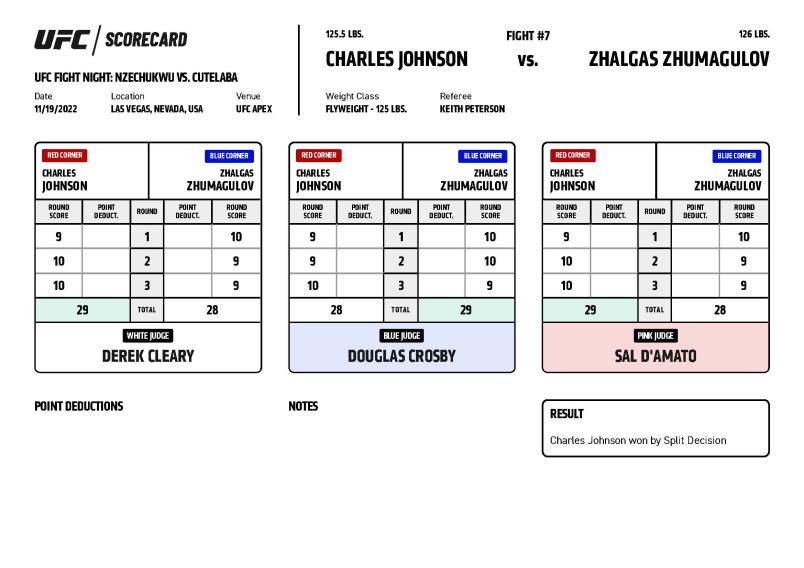 UFC / SCORECARD
UFC FIGHT NIGHT: NZECHUKWU VS. CUTELABA
Date Location Venue
11/19/2022 LAS VEGAS, NEVADA, USA UFC APEX
125.5 LBS. FIGHT #7 126 LBS.
CHARLES JOHNSON vs. ZHALGAS ZHUMAGULOV
Weight Class Referee
FLYWEIGHT - 125 LBS. KEITH PETERSON
RED CORNER BLUE CORNER
CHARLES ZHALGAS
JOHNSON ZHUMAGULOV
ROUND SCORE POINT DEDUCT. ROUND POINT DEDUCT. ROUND SCORE
9 1 10
10 2 9
10 3 9
29 TOTAL 28
WHITE JUDGE
DEREK CLEARY
RED CORNER BLUE CORNER
CHARLES ZHALGAS
JOHNSON ZHUMAGULOV
ROUND SCORE POINT DEDUCT. ROUND POINT DEDUCT. ROUND SCORE
9 1 10
9 2 10
10 3 9
28 TOTAL 29
BLUE JUDGE
DOUGLAS CROSBY
RED CORNER BLUE CORNER
CHARLES ZHALGAS
JOHNSON ZHUMAGULOV
ROUND SCORE POINT DEDUCT. ROUND POINT DEDUCT. ROUND SCORE
9 1 10
10 2 9
10 3 9
29 TOTAL 28
PINK JUDGE
SAL D'AMATO
POINT DEDUCTIONS
NOTES
RESULT
Charles Johnson won by Split Decision